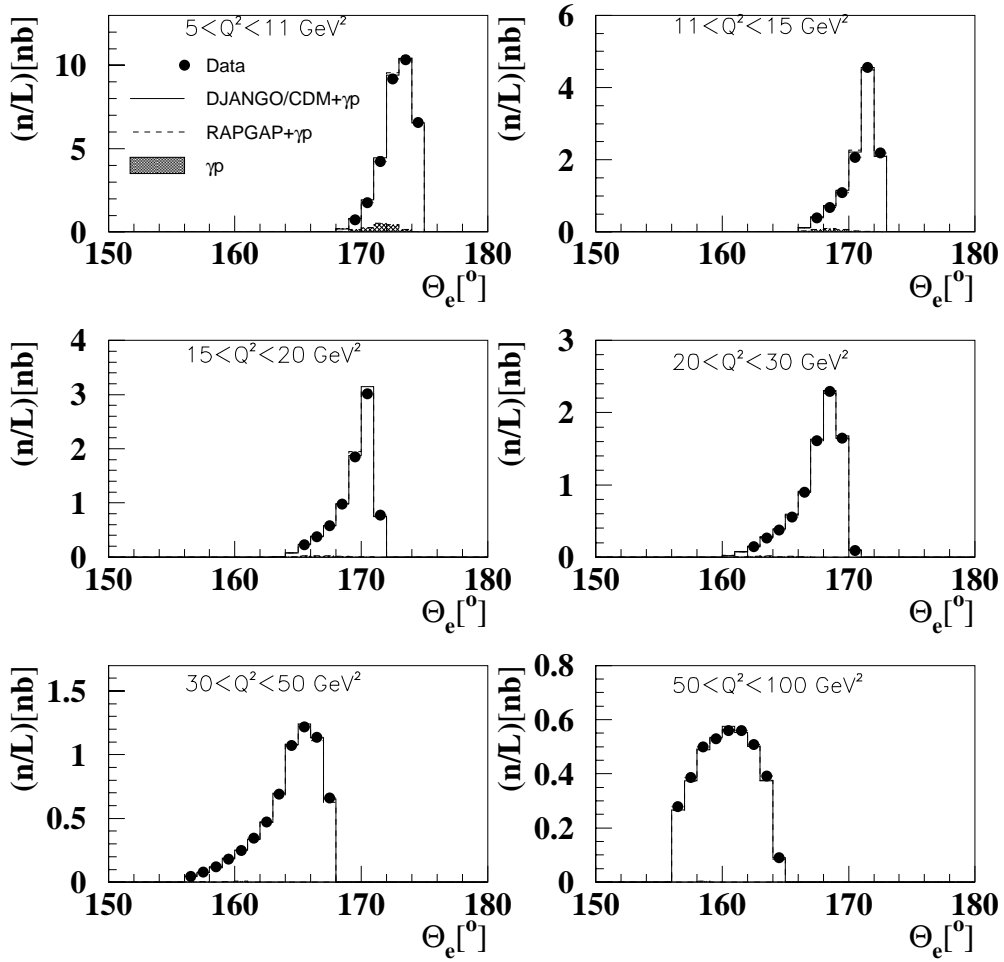 5<Q²<11 GeV²
(n/L)[nb]
Data
DJANGO/CDM+γp
RAPGAP+γp
γp
10
5
0
150 160 170 180
Θe[°]
11<Q²<15 GeV²
(n/L)[nb]
6
4
2
0
150 160 170 180
Θe[°]
15<Q²<20 GeV²
(n/L)[nb]
4
3
2
1
0
150 160 170 180
Θe[°]
20<Q²<30 GeV²
(n/L)[nb]
3
2
1
0
150 160 170 180
Θe[°]
30<Q²<50 GeV²
(n/L)[nb]
1.5
1
0.5
0
150 160 170 180
Θe[°]
50<Q²<100 GeV²
(n/L)[nb]
0.8
0.6
0.4
0.2
0
150 160 170 180
Θe[°]